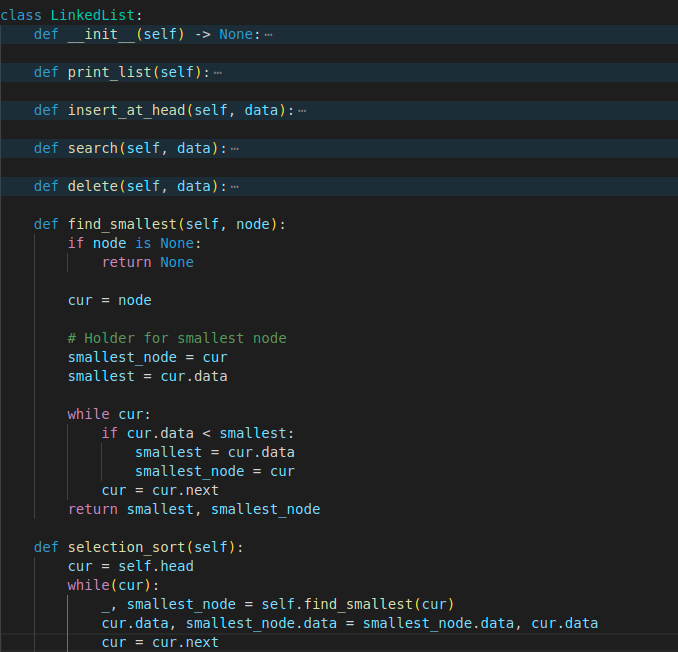 class LinkedList:
    def __init__(self) -> None:⋯
    def print_list(self):⋯
    def insert_at_head(self, data):⋯
    def search(self, data):⋯
    def delete(self, data):⋯
    def find_smallest(self, node):
        if node is None:
            return None
        cur = node
        # Holder for smallest node
        smallest_node = cur
        smallest = cur.data
        while cur:
            if cur.data < smallest:
                smallest = cur.data
                smallest_node = cur
            cur = cur.next
        return smallest, smallest_node
    def selection_sort(self):
        cur = self.head
        while(cur):
            _, smallest_node = self.find_smallest(cur)
            cur.data, smallest_node.data = smallest_node.data, cur.data
            cur = cur.next